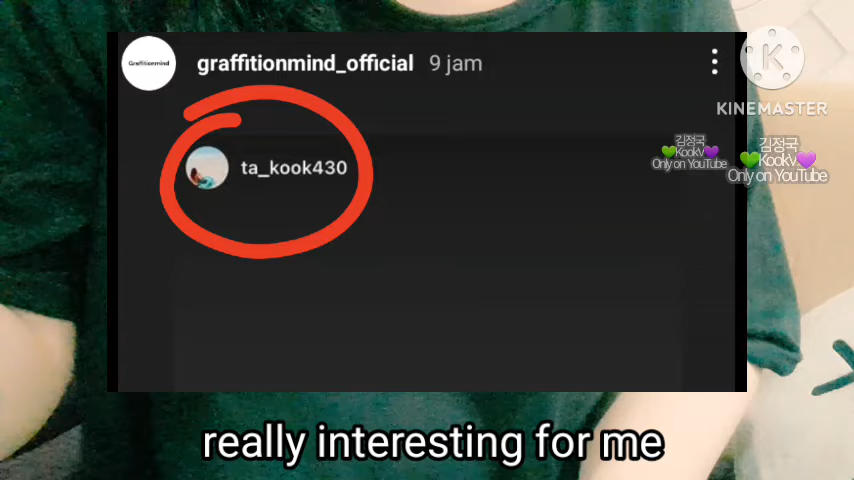 Graffitionmind
graffitionmind_official 9 jam
ta_kook430
KINEMASTER
김정국
💚KookV💜
Only on YouTube
김정국
💚KookV💜
Only on YouTube
really interesting for me